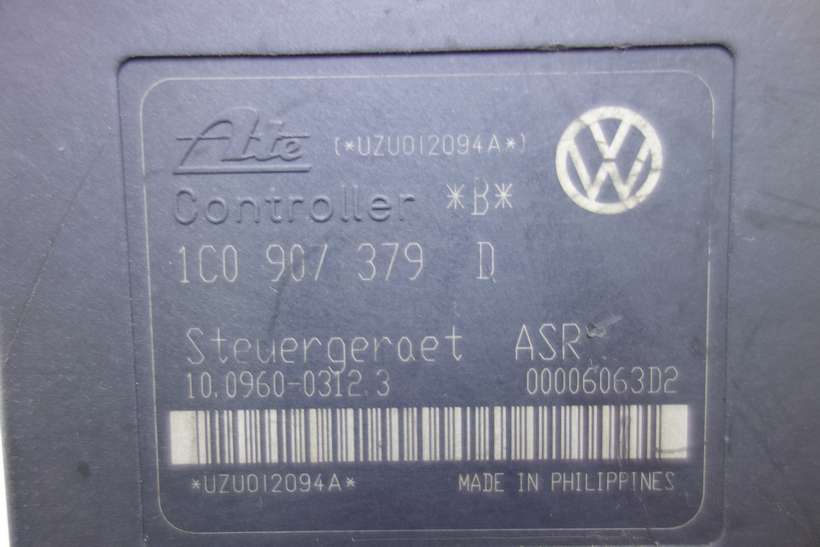 Ate (*UZU012094A*)
Controller *B*
1C0 907 379 D
Steuergeraet ASR
10.0960-0312.3 00006063D2
*UZU012094A* MADE IN PHILIPPINES